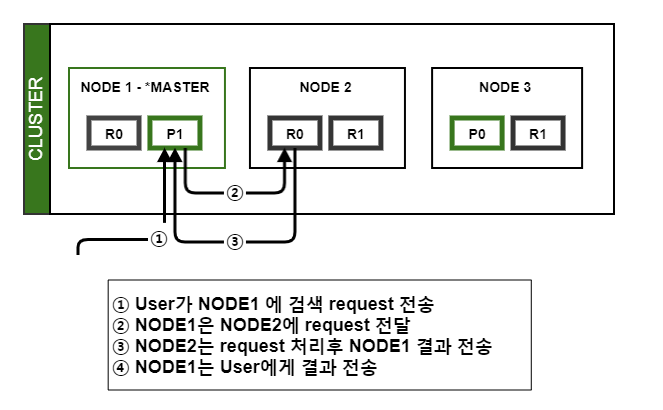 CLUSTER
NODE 1 - *MASTER
NODE 2
NODE 3
R0
P1
R0
R1
P0
R1
②
①
③
① User가 NODE1 에 검색 request 전송
② NODE1은 NODE2에 request 전달
③ NODE2는 request 처리후 NODE1 결과 전송
④ NODE1는 User에게 결과 전송